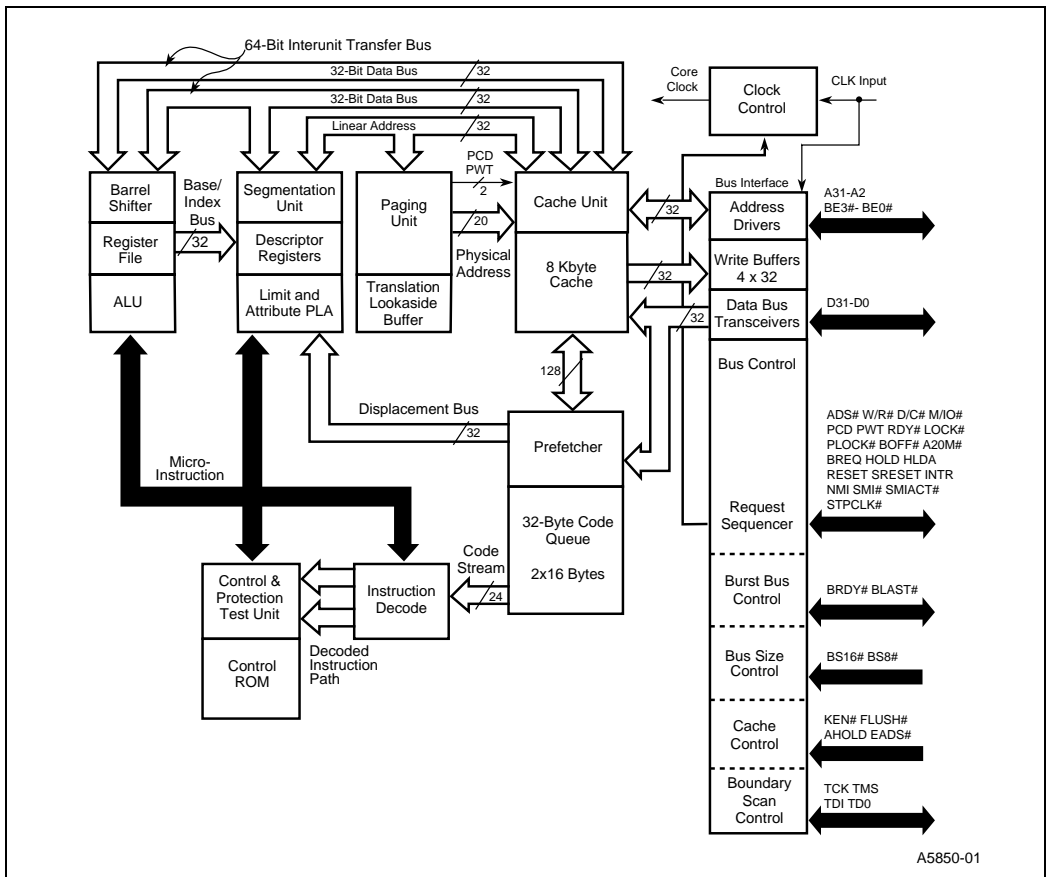 64-Bit Interunit Transfer Bus
32-Bit Data Bus
32
32-Bit Data Bus
32
Linear Address
32
Core
Clock
Clock
Control
CLK Input
PCD
PWT
2
Bus Interface
Barrel
Shifter
Base/
Index
Bus
32
Register
File
ALU
Segmentation
Unit
Descriptor
Registers
Limit and
Attribute PLA
Paging
Unit
20
Physical
Address
Translation
Lookaside
Buffer
Cache Unit
8 Kbyte
Cache
32
32
32
Address
Drivers
Write Buffers
4 x 32
Data Bus
Transceivers
Bus Control
A31-A2
BE3#- BE0#
D31-D0
128
Displacement Bus
32
Prefetcher
Micro-
Instruction
32-Byte Code
Queue
2x16 Bytes
Code
Stream
24
Request
Sequencer
ADS# W/R# D/C# M/IO#
PCD PWT RDY# LOCK#
PLOCK# BOFF# A20M#
BREQ HOLD HLDA
RESET SRESET INTR
NMI SMI# SMIACT#
STPCLK#
Control &
Protection
Test Unit
Instruction
Decode
Control
ROM
Decoded
Instruction
Path
Burst Bus
Control
BRDY# BLAST#
Bus Size
Control
BS16# BS8#
Cache
Control
KEN# FLUSH#
AHOLD EADS#
Boundary
Scan
Control
TCK TMS
TDI TD0
A5850-01